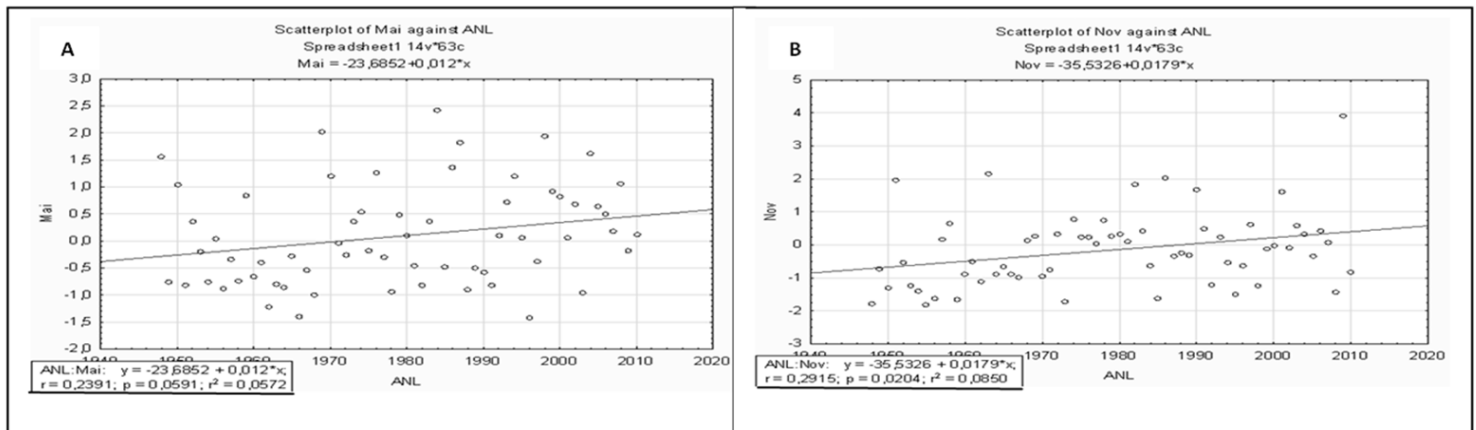 A
Scatterplot of Mai against ANL
Spreadsheet1 14v*63c
Mai = -23,6852+0,012*x
3,0
2,5
2,0
1,5
1,0
0,5
0,0
-0,5
-1,0
-1,5
-2,0
Mai
1940 1950 1960 1970 1980 1990 2000 2010 2020
ANL
ANL:Mai: y = -23,6852 + 0,012*x;
r = 0,2391; p = 0,0591; r² = 0,0572
B
Scatterplot of Nov against ANL
Spreadsheet1 14v*63c
Nov = -35,5326+0,0179*x
5
4
3
2
1
0
-1
-2
-3
Nov
1940 1950 1960 1970 1980 1990 2000 2010 2020
ANL
ANL:Nov: y = -35,5326 + 0,0179*x;
r = 0,2915; p = 0,0204; r² = 0,0850